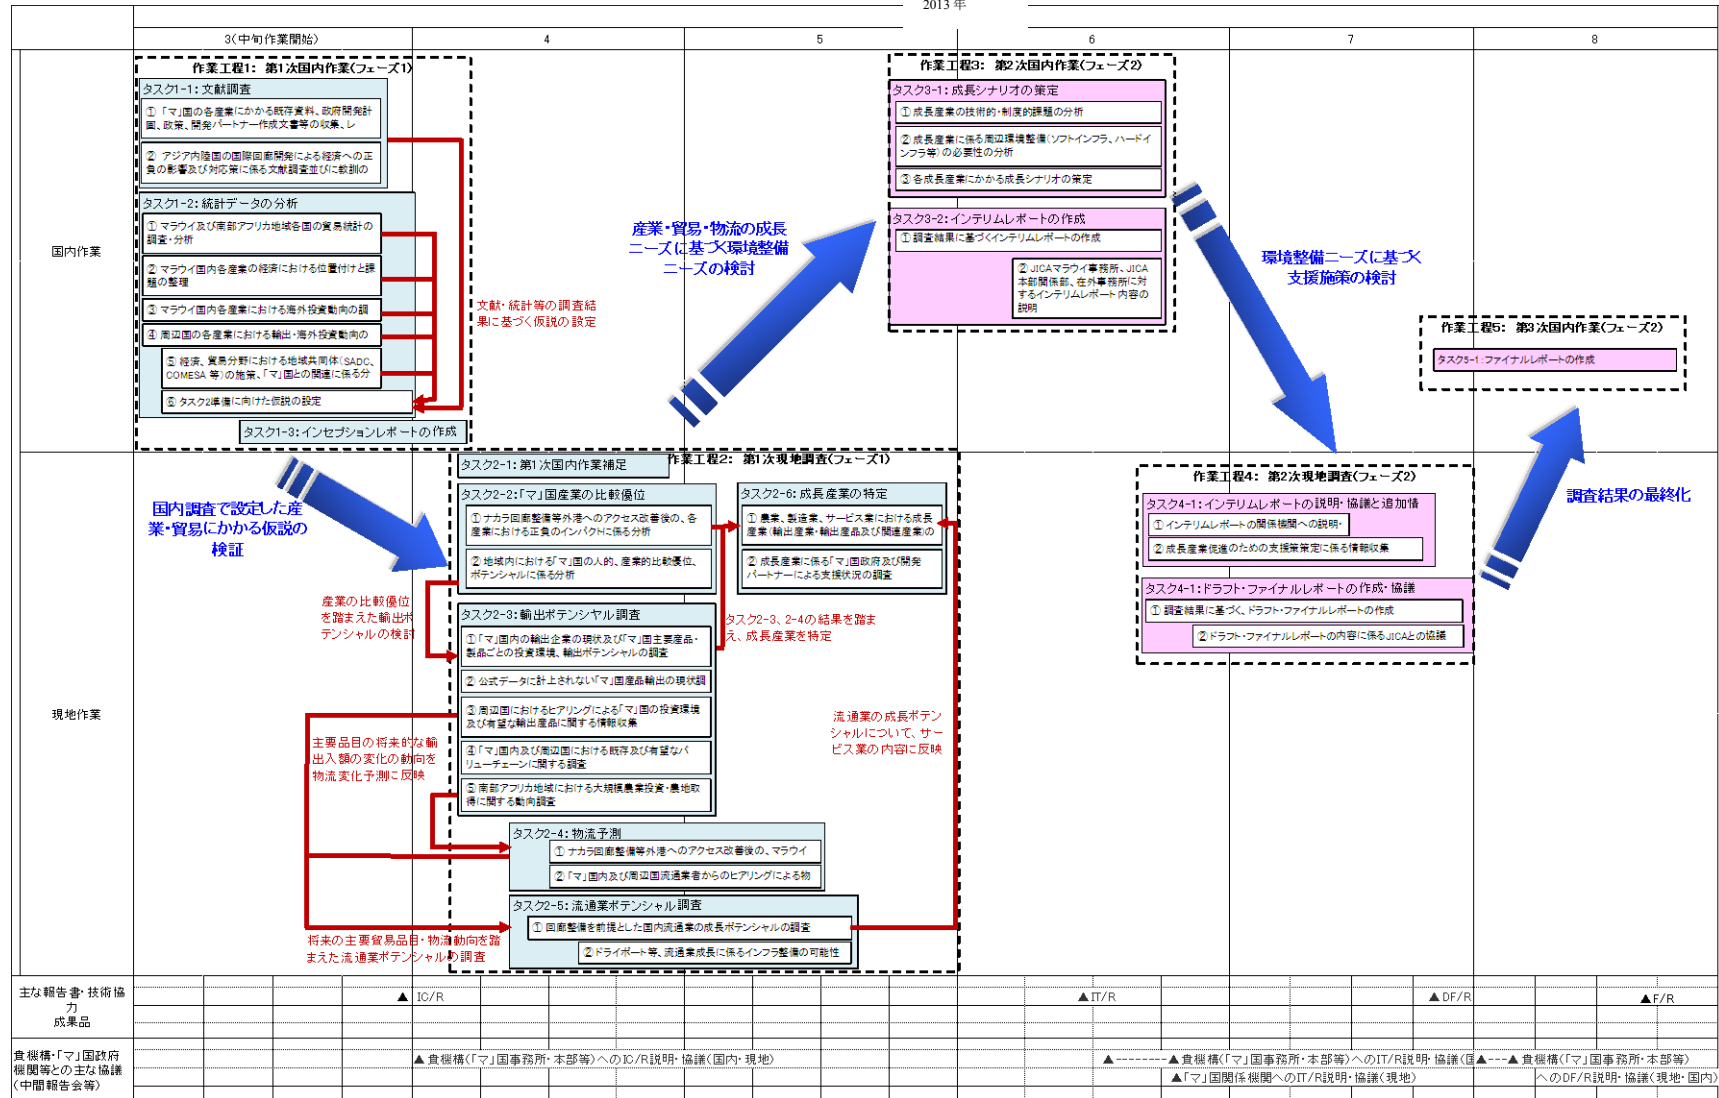 2013 年
3(中旬作業開始)
4
5
6
7
8
国内作業
作業工程1: 第1次国内作業(フェーズ1)
タスク1-1:文献調査
① 「マ」国の各産業にかかる既存資料、政府開発計
画、政策、開発パートナー作成文書等の収集、レ
② アジア内陸国の国際回廊開発による経済への正
負の影響及び対応策に係る文献調査並びに教訓の
タスク1-2:統計データの分析
① マラウイ及び南部アフリカ地域各国の貿易統計の
調査・分析
② マラウイ国内各産業の経済における位置付けと課
題の整理
③ マラウイ国内各産業における海外投資動向の調
④ 周辺国の各産業における輸出・海外投資動向の
⑤ 経済、貿易分野における地域共同体(SADC、
COMESA 等)の施策、「マ」国との関連に係る分
⑥ タスク2準備に向けた仮説の設定
タスク1-3:インセプションレポートの作成
文献・統計等の調査結
果に基づく仮説の設定
産業・貿易・物流の成長
ニーズに基づく環境整備
ニーズの検討
作業工程3: 第2次国内作業(フェーズ2)
タスク3-1:成長シナリオの策定
① 成長産業の技術的・制度的課題の分析
② 成長産業に係る周辺環境整備(ソフトインフラ、ハードイ
ンフラ等)の必要性の分析
③ 各成長産業にかかる成長シナリオの策定
タスク3-2:インテリムレポートの作成
① 調査結果に基づくインテリムレポートの作成
② JICAマラウイ事務所、JICA
本部関係部、在外事務所に対
するインテリムレポート内容の
説明
環境整備ニーズに基づく
支援施策の検討
作業工程5: 第3次国内作業(フェーズ2)
タスク5-1:ファイナルレポートの作成
現地作業
国内調査で設定した産
業・貿易にかかる仮説の
検証
タスク2-1:第1次国内作業補足
作業工程2: 第1次現地調査(フェーズ1)
タスク2-2:「マ」国産業の比較優位
① ナカラ回廊整備等外港へのアクセス改善後の、各
産業における正負のインパクトに係る分析
② 地域内における「マ」国の人的、産業的比較優位、
ポテンシャルに係る分析
タスク2-6:成長産業の特定
① 農業、製造業、サービス業における成長
産業(輸出産業・輸出産品及び関連産業)の
② 成長産業に係る「マ」国政府及び開発
パートナーによる支援状況の調査
産業の比較優位
を踏まえた輸出ポ
テンシャルの検討
タスク2-3:輸出ポテンシャル調査
①「マ」国内の輸出企業の現状及び「マ」国主要産品・
製品ごとの投資環境、輸出ポテンシャルの調査
② 公式データに計上されない「マ」国産品輸出の現状調
③ 周辺国におけるヒアリングによる「マ」国の投資環境
及び有望な輸出産品に関する情報収集
④「マ」国内及び周辺国における既存及び有望なバ
リューチェーンに関する調査
⑤ 南部アフリカ地域における大規模農業投資・農地取
得に関する動向調査
タスク2-3、2-4の結果を踏ま
え、成長産業を特定
主要品目の将来的な輸
出入額の変化の動向を
物流変化予測に反映
流通業の成長ポテン
シャルについて、サー
ビス業の内容に反映
タスク2-4:物流予測
① ナカラ回廊整備等外港へのアクセス改善後の、マラウイ
②「マ」国内及び周辺国流通業者からのヒアリングによる物
タスク2-5:流通業ポテンシャル調査
① 回廊整備を前提とした国内流通業の成長ポテンシャルの調査
②ドライポート等、流通業成長に係るインフラ整備の可能性
将来の主要貿易品目・物流動向を踏
まえた流通業ポテンシャルの調査
作業工程4: 第2次現地調査(フェーズ2)
タスク4-1:インテリムレポートの説明・協議と追加情
① インテリムレポートの関係機関への説明・
② 成長産業促進のための支援策策定に係る情報収集
タスク4-1:ドラフト・ファイナルレポートの作成・協議
① 調査結果に基づく、ドラフト・ファイナルレポートの作成
②ドラフト・ファイナルレポートの内容に係るJICAとの協議
調査結果の最終化
主な報告書・技術協
力
成果品
▲ IC/R
▲IT/R
▲DF/R
▲F/R
貴機構・「マ」国政府
機関等との主な協議
(中間報告会等)
▲貴機構(「マ」国事務所・本部等)へのIC/R説明・協議(国内・現地)
▲--------▲貴機構(「マ」国事務所・本部等)へのIT/R説明・協議(国
▲---▲貴機構(「マ」国事務所・本部等)
▲「マ」国関係機関へのIT/R説明・協議(現地)
へのDF/R説明・協議(現地・国内)